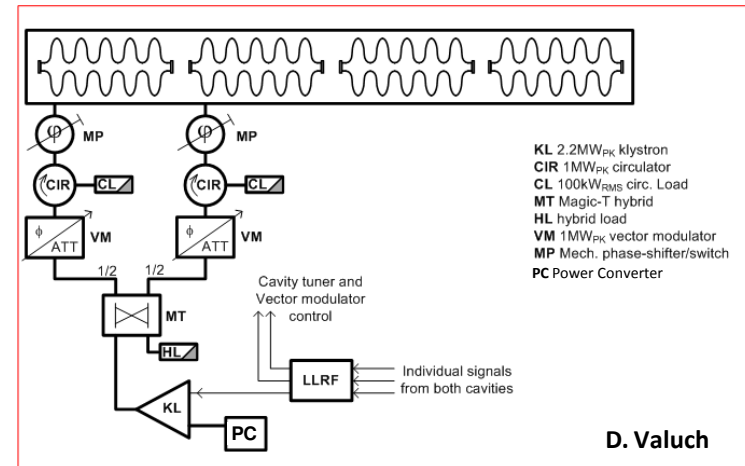 φ
MP
φ
MP
CIR
CL
CIR
CL
ϕ
ATT
VM
ϕ
ATT
VM
1/2
1/2
MT
HL
KL
PC
Cavity tuner and
Vector modulator
control
LLRF
Individual signals
from both cavities
KL 2.2MWPK klystron
CIR 1MWPK circulator
CL 100kWRMS circ. Load
MT Magic-T hybrid
HL hybrid load
VM 1MWPK vector modulator
MP Mech. phase-shifter/switch
PC Power Converter
D. Valuch